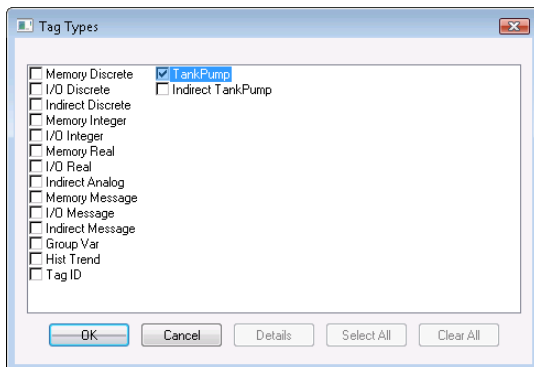 Tag Types
Memory Discrete
I/O Discrete
Indirect Discrete
Memory Integer
I/O Integer
Memory Real
I/O Real
Indirect Analog
Memory Message
I/O Message
Indirect Message
Group Var
Hist Trend
Tag ID
TankPump
Indirect TankPump
OK
Cancel
Details
Select All
Clear All